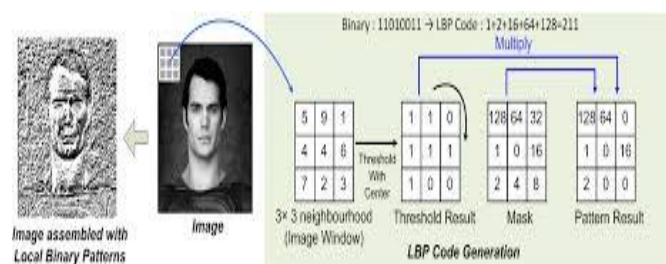 Binary : 11010011 → LBP Code : 1+2+16+64+128=211
Multiply
5 9 1
4 4 6
7 2 3
Threshold
With
Center
1 1 0
1 1 1
1 0 0
128 64 32
1 0 16
2 4 8
128 64 0
1 0 16
2 0 0
3× 3 neighbourhood
(Image Window)
Threshold Result
Mask
Pattern Result
LBP Code Generation
Image
Image assembled with
Local Binary Patterns